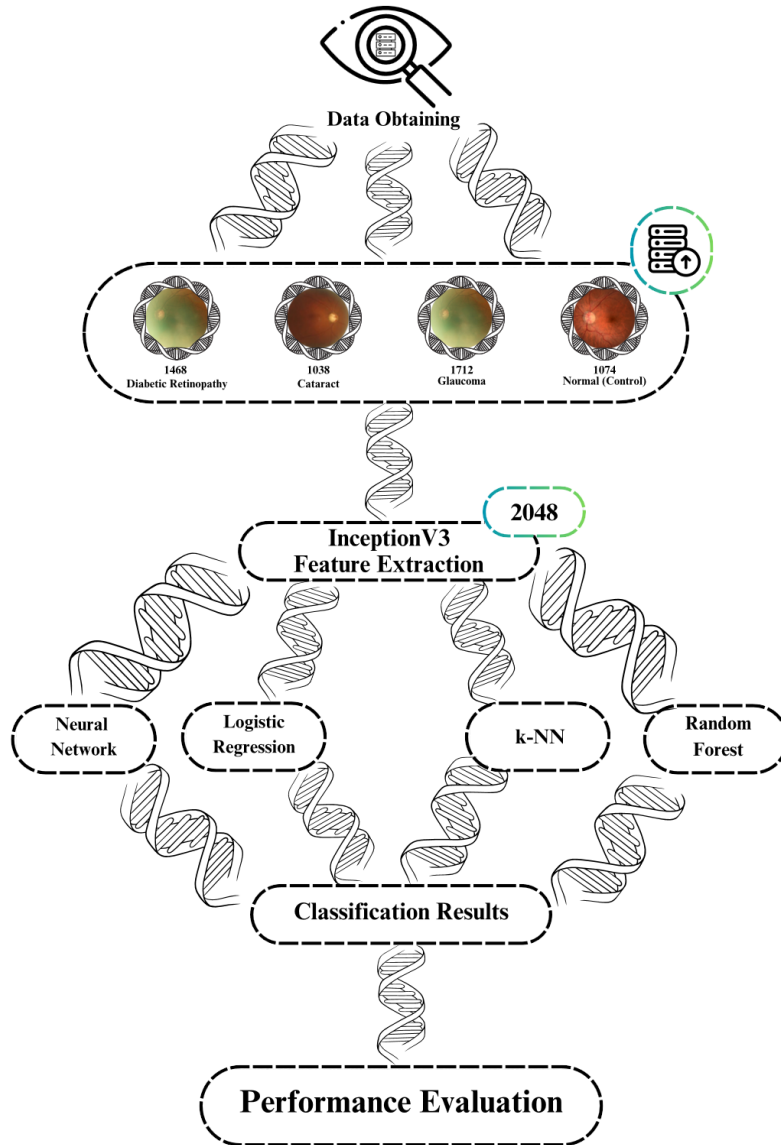 Data Obtaining
1468
Diabetic Retinopathy
1038
Cataract
1712
Glaucoma
1074
Normal (Control)
2048
InceptionV3
Feature Extraction
Neural
Network
Logistic
Regression
k-NN
Random
Forest
Classification Results
Performance Evaluation